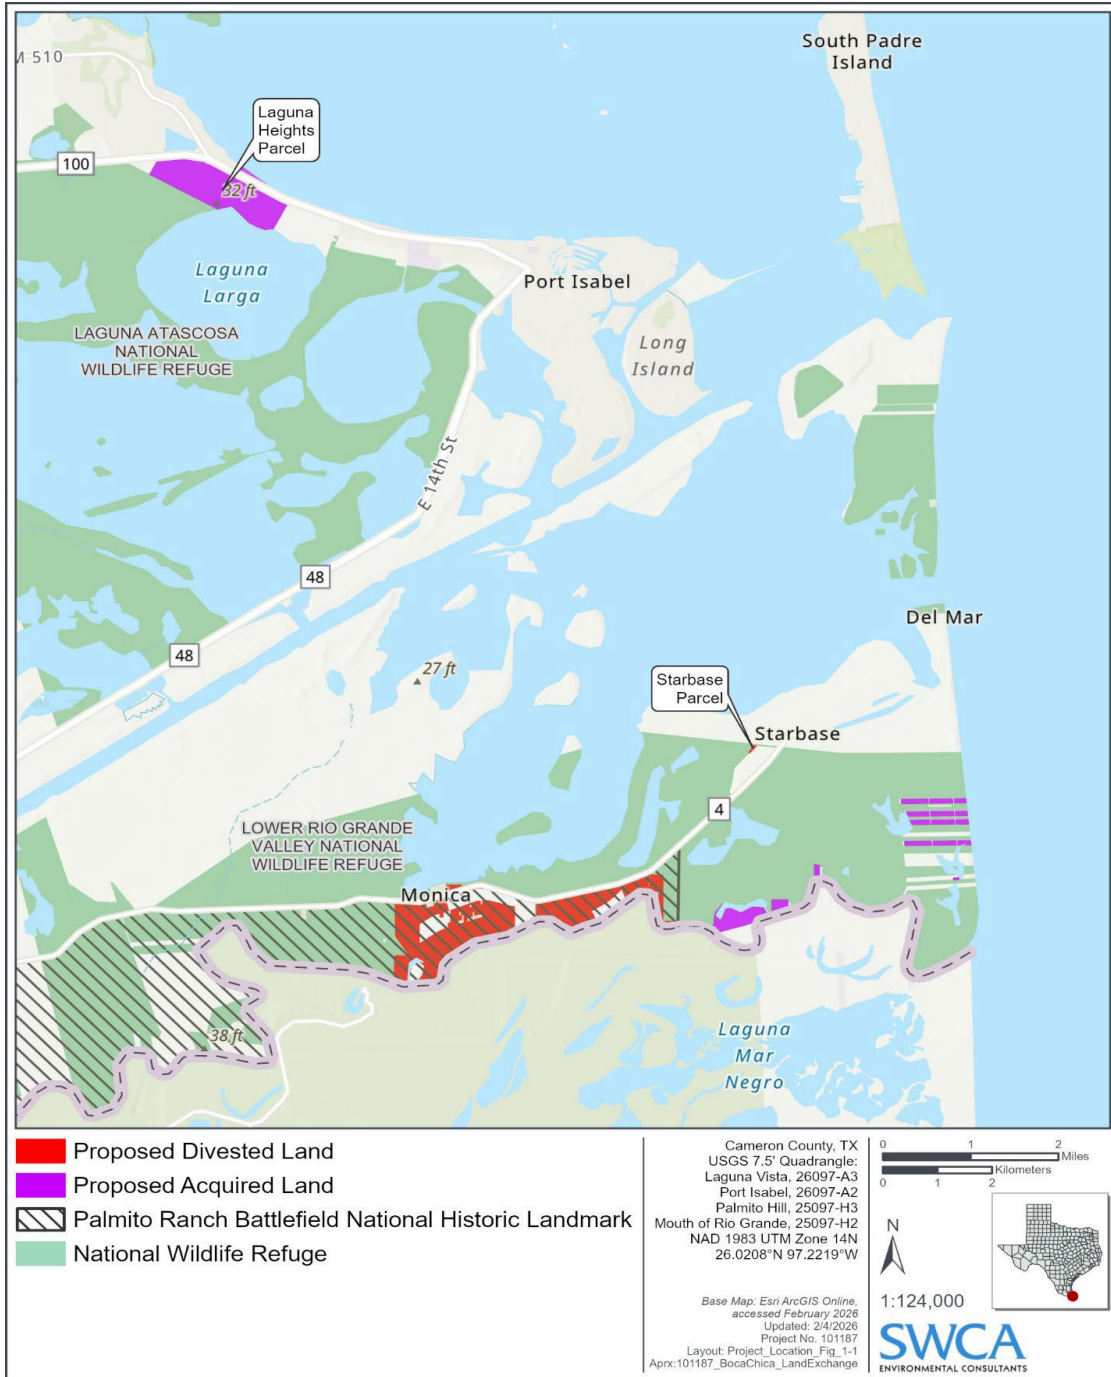 South Padre
Island
M 510
Laguna
Heights
Parcel
100
32 ft
Laguna
Larga
Port Isabel
LAGUNA ATASCOSA
NATIONAL
WILDLIFE REFUGE
Long
Island
E 14th St
48
Del Mar
48
27 ft
Starbase
Parcel
Starbase
4
LOWER RIO GRANDE
VALLEY NATIONAL
WILDLIFE REFUGE
Monica
38 ft
Laguna
Mar
Negro
Proposed Divested Land
Proposed Acquired Land
Palmito Ranch Battlefield National Historic Landmark
National Wildlife Refuge
Cameron County, TX
USGS 7.5' Quadrangle:
Laguna Vista, 26097-A3
Port Isabel, 26097-A2
Palmito Hill, 25097-H3
Mouth of Rio Grande, 25097-H2
NAD 1983 UTM Zone 14N
26.0208°N 97.2219°W
Base Map: Esri ArcGIS Online,
accessed February 2026
Updated: 2/4/2026
Project No. 101187
Layout: Project_Location_Fig_1-1
Aprx:101187_BocaChica_LandExchange
0 1 2
Miles
Kilometers
0 1 2
N
1:124,000
SWCA
ENVIRONMENTAL CONSULTANTS